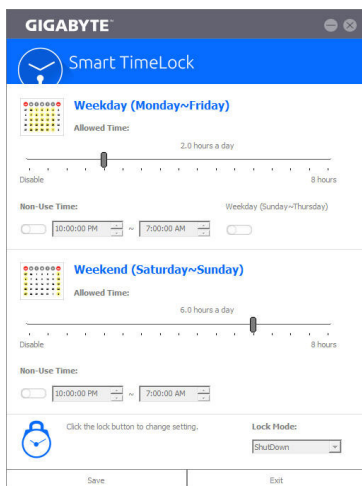 GIGABYTE™
Smart TimeLock
Weekday (Monday~Friday)
Allowed Time:
2.0 hours a day
Disable 8 hours
Non-Use Time: Weekday (Sunday~Thursday)
10:00:00 PM ~ 7:00:00 AM
Weekend (Saturday~Sunday)
Allowed Time:
6.0 hours a day
Disable 8 hours
Non-Use Time:
10:00:00 PM ~ 7:00:00 AM
Click the lock button to change setting. Lock Mode:
ShutDown
Save Exit